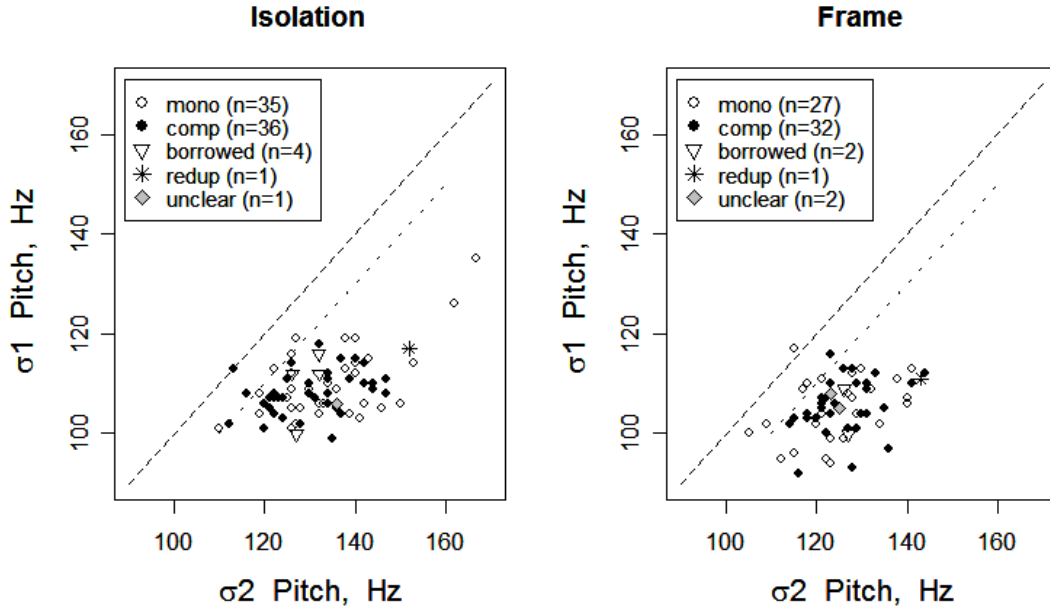 Isolation
mono (n=35)
comp (n=36)
borrowed (n=4)
redup (n=1)
unclear (n=1)
σ1 Pitch, Hz
100
120
140
160
100
120
140
160
σ2 Pitch, Hz
Frame
mono (n=27)
comp (n=32)
borrowed (n=2)
redup (n=1)
unclear (n=2)
σ1 Pitch, Hz
100
120
140
160
100
120
140
160
σ2 Pitch, Hz